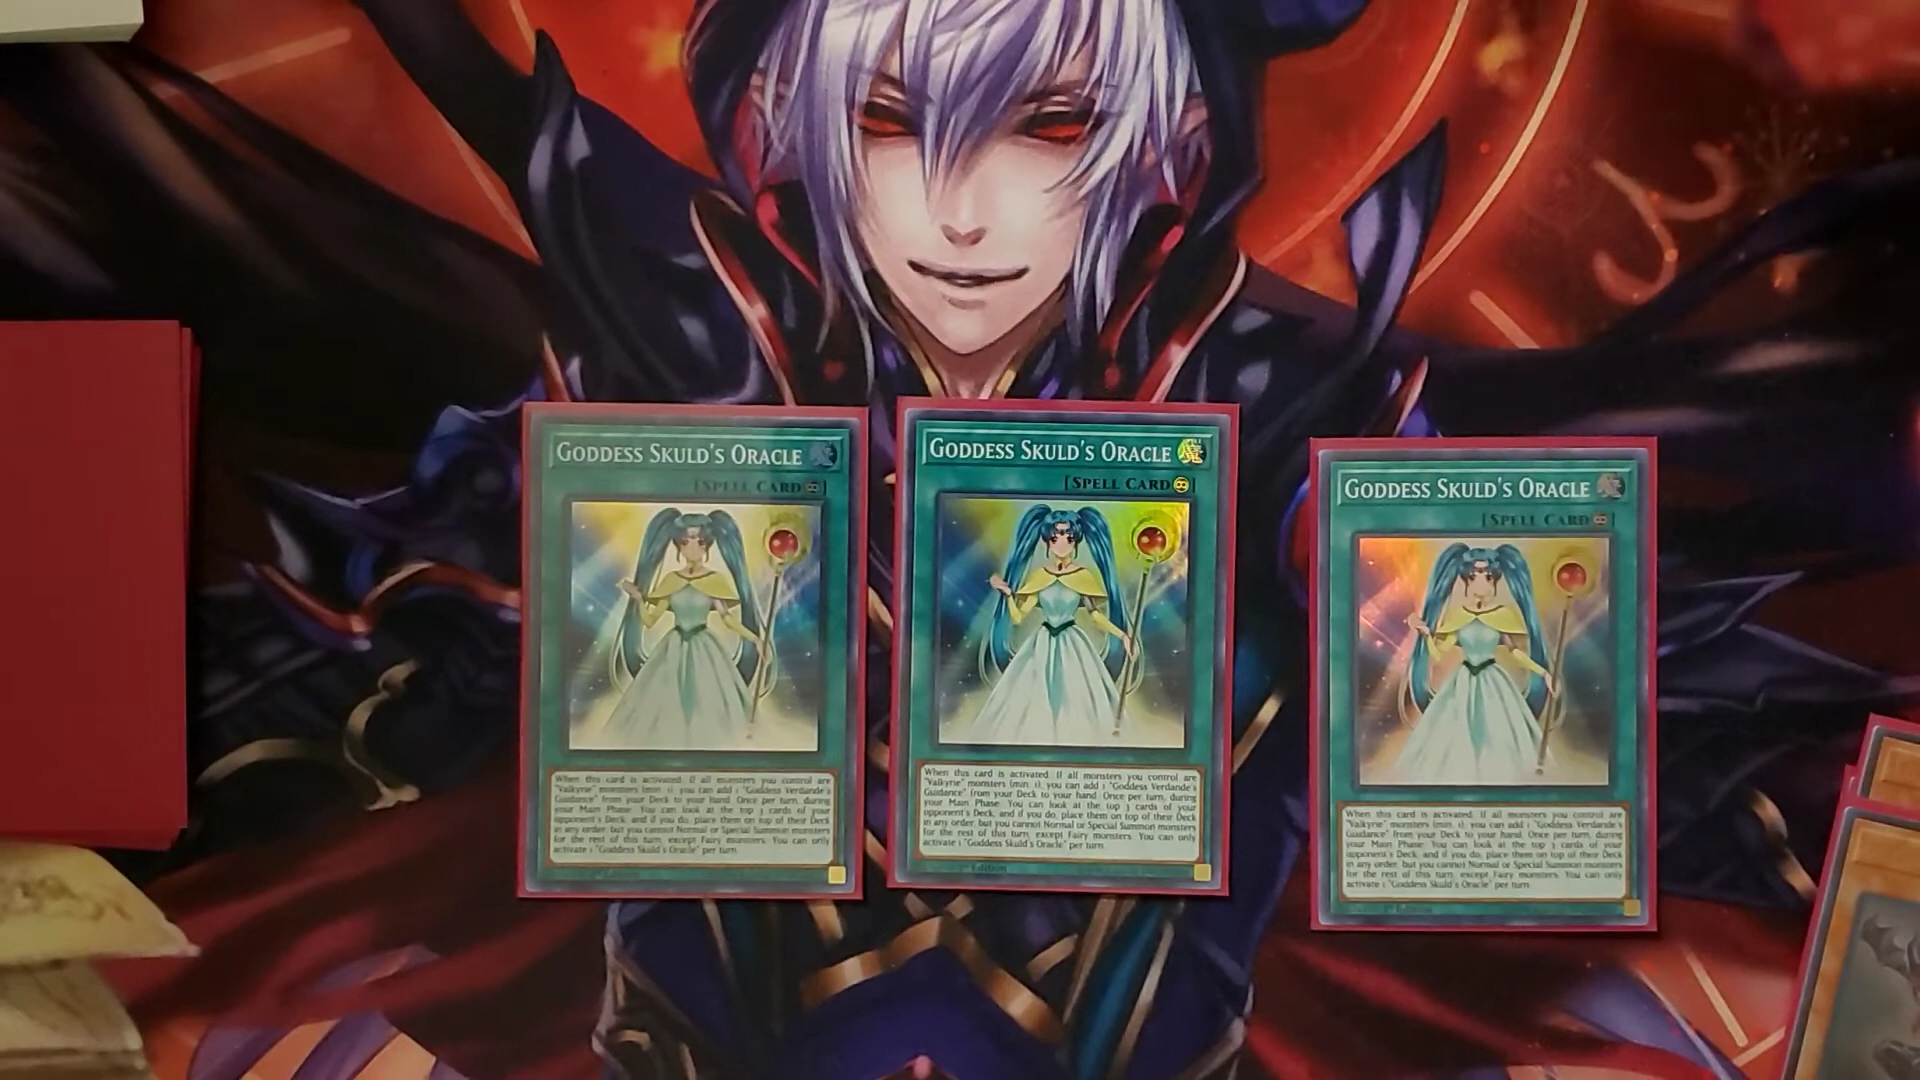 GODDESS SKULD'S ORACLE
[SPELL CARD]
When this card is activated: If all monsters you control are
"Valkyrie" monsters (min. 1), you can add 1 "Goddess Verdande's
Guidance" from your Deck to your hand. Once per turn, during
your Main Phase: You can look at the top 3 cards of your
opponent's Deck, and if you do, place them on top of their Deck
in any order, but you cannot Normal or Special Summon monsters
for the rest of this turn, except Fairy monsters. You can only
activate 1 "Goddess Skuld's Oracle" per turn.
GODDESS SKULD'S ORACLE
[SPELL CARD]
When this card is activated: If all monsters you control are
"Valkyrie" monsters (min. 1), you can add 1 "Goddess Verdande's
Guidance" from your Deck to your hand. Once per turn, during
your Main Phase: You can look at the top 3 cards of your
opponent's Deck, and if you do, place them on top of their Deck
in any order, but you cannot Normal or Special Summon monsters
for the rest of this turn, except Fairy monsters. You can only
activate 1 "Goddess Skuld's Oracle" per turn.
Edition
GODDESS SKULD'S ORACLE
[SPELL CARD]
When this card is activated: If all monsters you control are
"Valkyrie" monsters (min. 1), you can add 1 "Goddess Verdande's
Guidance" from your Deck to your hand. Once per turn, during
your Main Phase: You can look at the top 3 cards of your
opponent's Deck, and if you do, place them on top of their Deck
in any order, but you cannot Normal or Special Summon monsters
for the rest of this turn, except Fairy monsters. You can only
activate 1 "Goddess Skuld's Oracle" per turn.
Edition